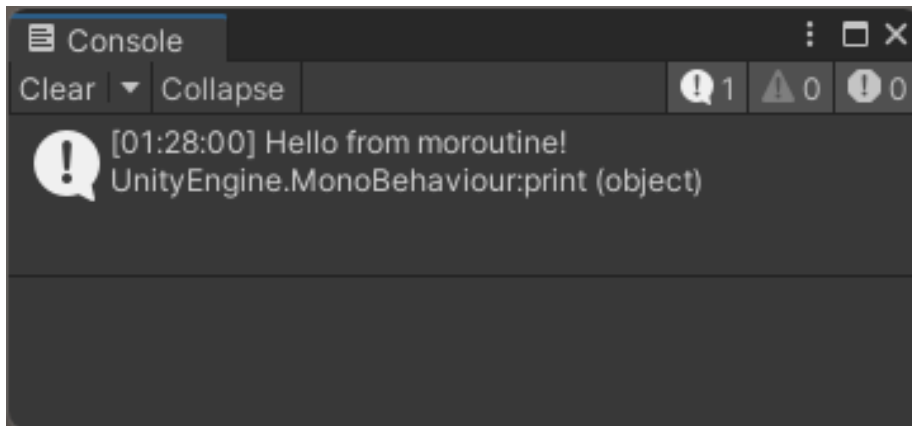 Console
Clear Collapse 1 0 0
[01:28:00] Hello from moroutine!
UnityEngine.MonoBehaviour:print (object)